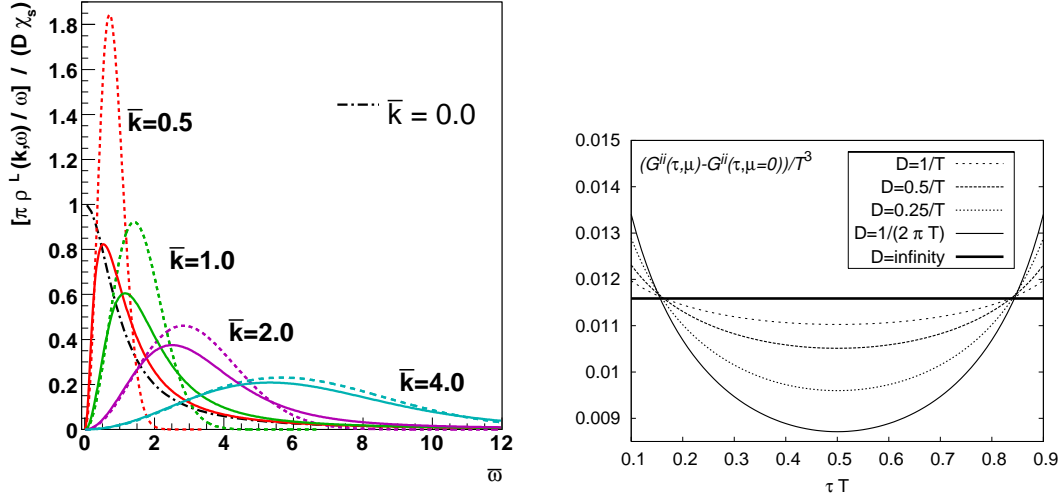 [π ρ ᴸ (k,ω) / ω] / (D χₛ)
1.8
1.6
1.4
1.2
1
0.8
0.6
0.4
0.2
0
k̅=0.5
k̅ = 0.0
k̅=1.0
k̅=2.0
k̅=4.0
0 2 4 6 8 10 12
ω̅
0.015
0.014
0.013
0.012
0.011
0.01
0.009
(Gⁱⁱ(τ,μ)-Gⁱⁱ(τ,μ=0))/T³
D=1/T
D=0.5/T
D=0.25/T
D=1/(2 π T)
D=infinity
0.1 0.2 0.3 0.4 0.5 0.6 0.7 0.8 0.9
τ T